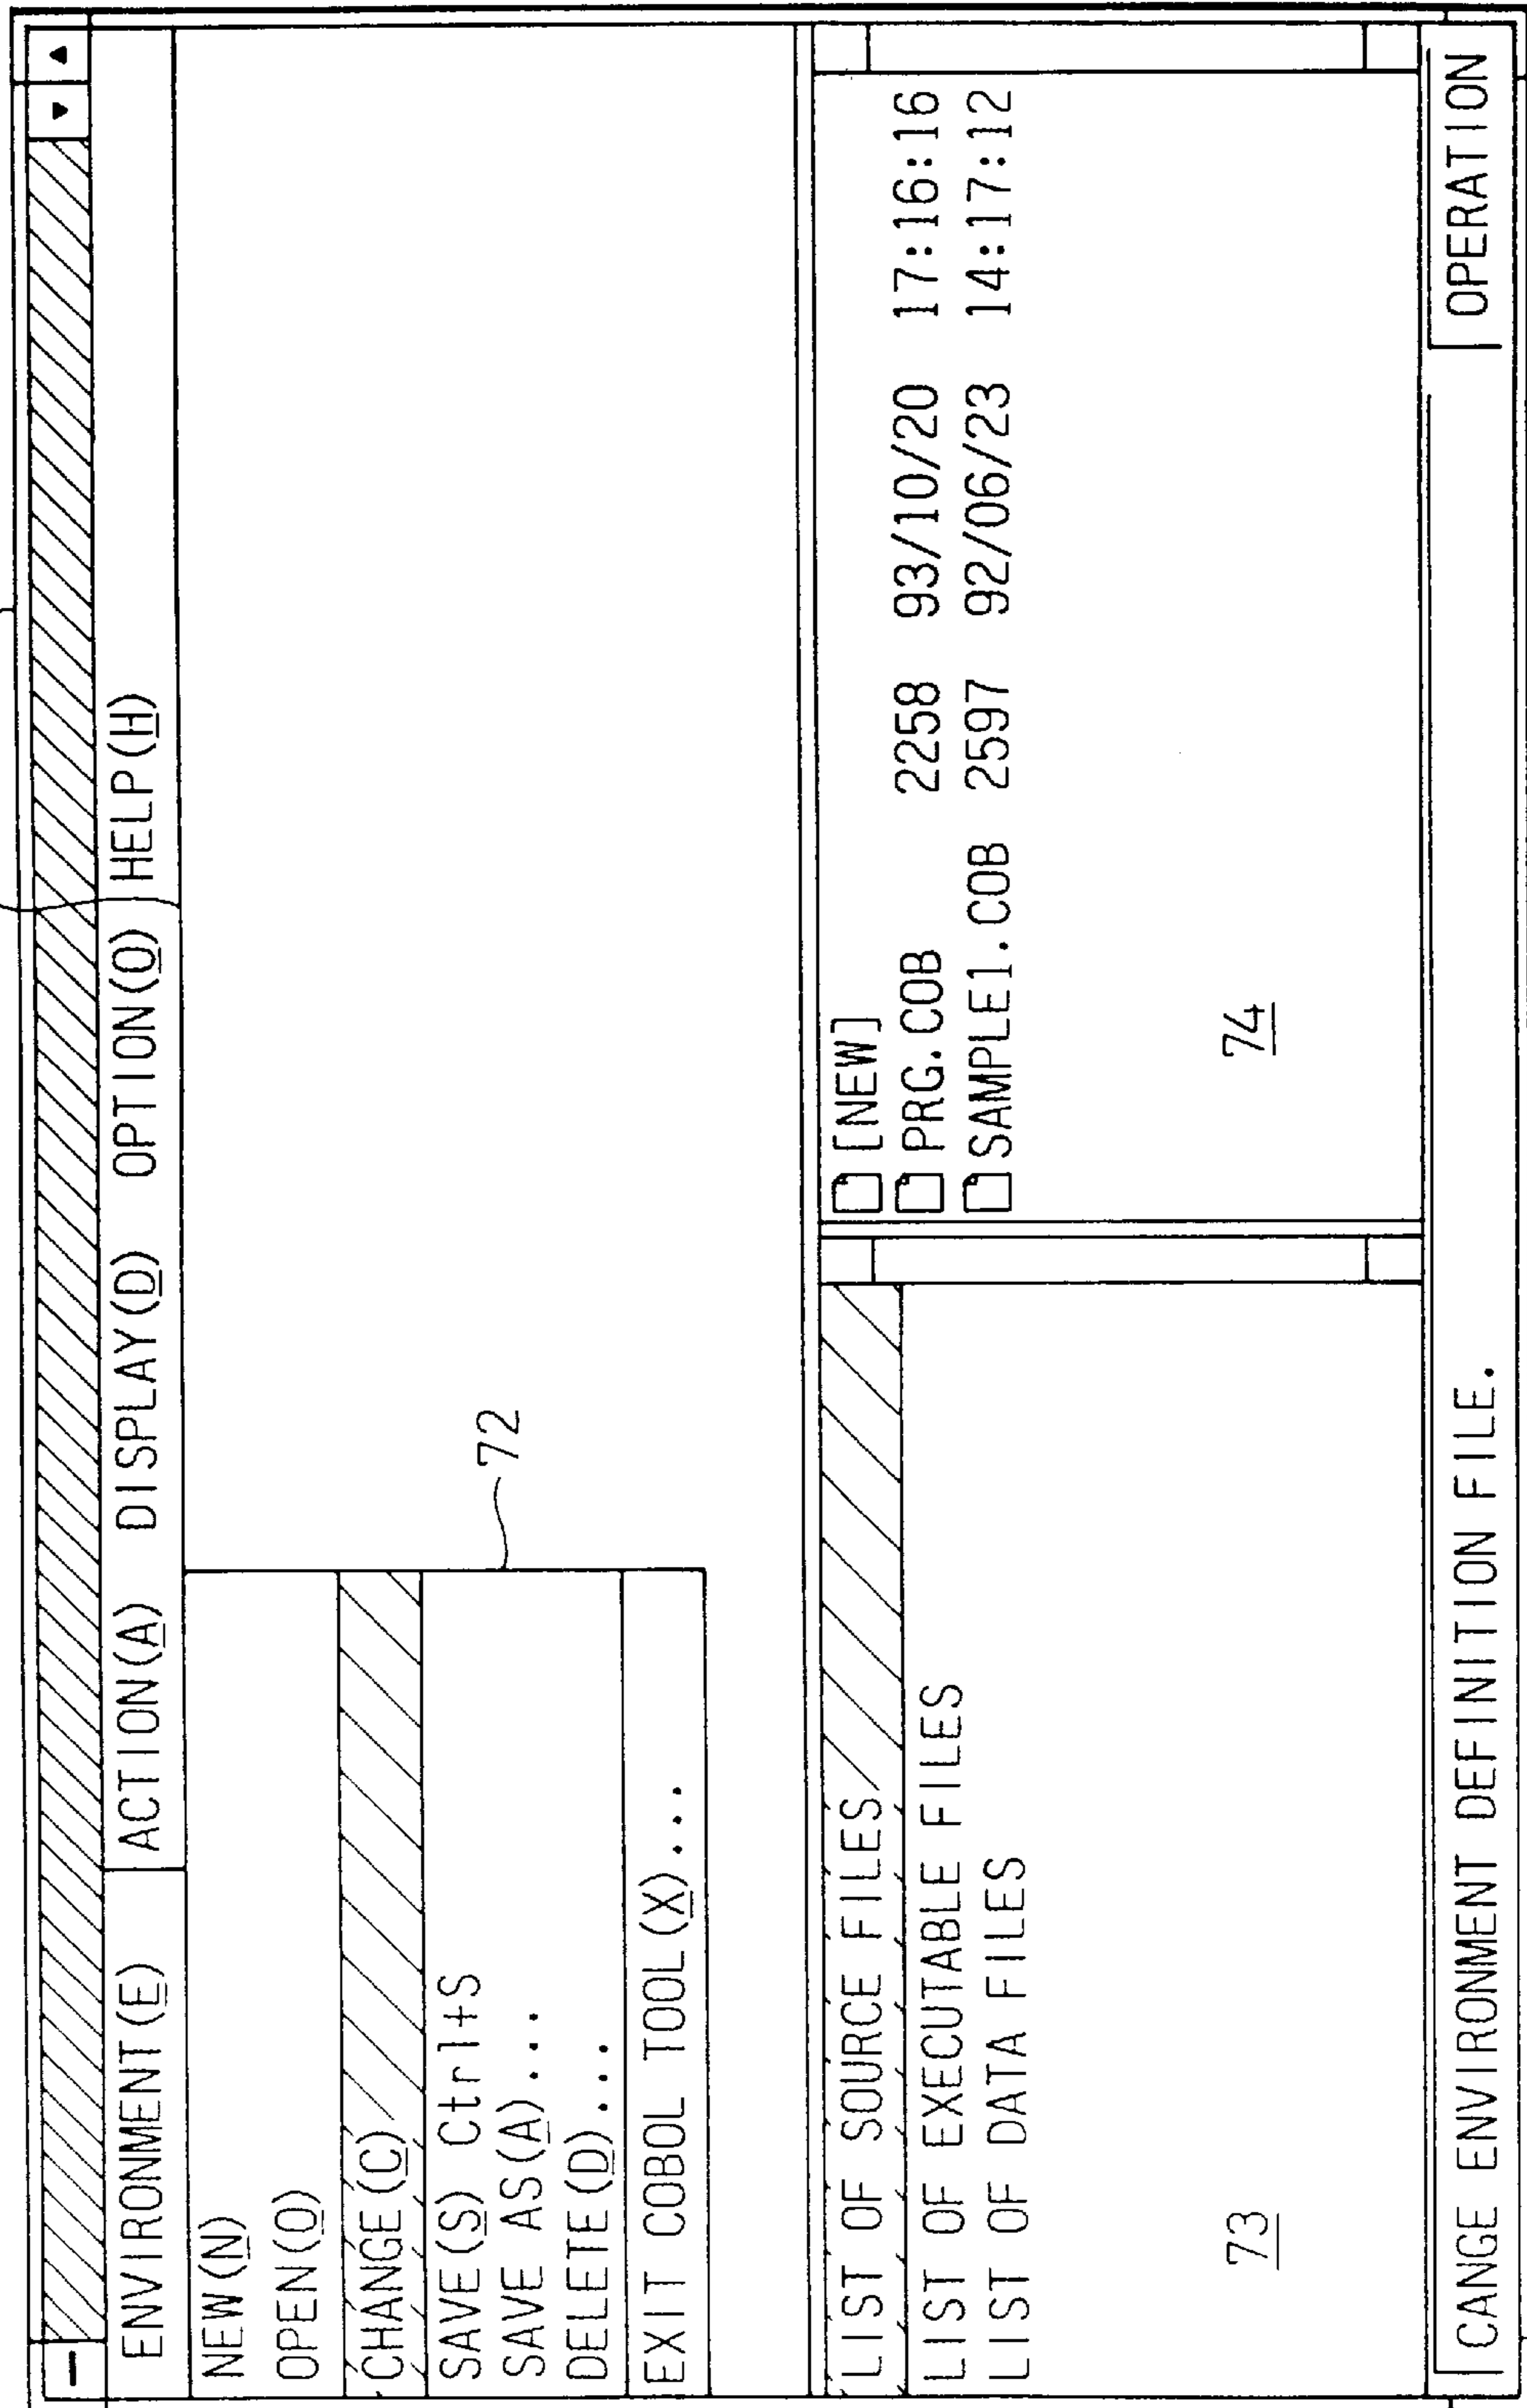 ENVIRONMENT(E) ACTION(A) DISPLAY(D) OPTION(O) HELP(H)
NEW(N)
OPEN(O)
CHANGE(C)
SAVE(S) Ctrl+S
SAVE AS(A)...
DELETE(D)...
EXIT COBOL TOOL(X)...
72
LIST OF SOURCE FILES
LIST OF EXECUTABLE FILES
LIST OF DATA FILES
73
[NEW]
PRG.COB 2258 93/10/20 17:16:16
SAMPLE1.COB 2597 92/06/23 14:17:12
74
CANGE ENVIRONMENT DEFINITION FILE.
OPERATION